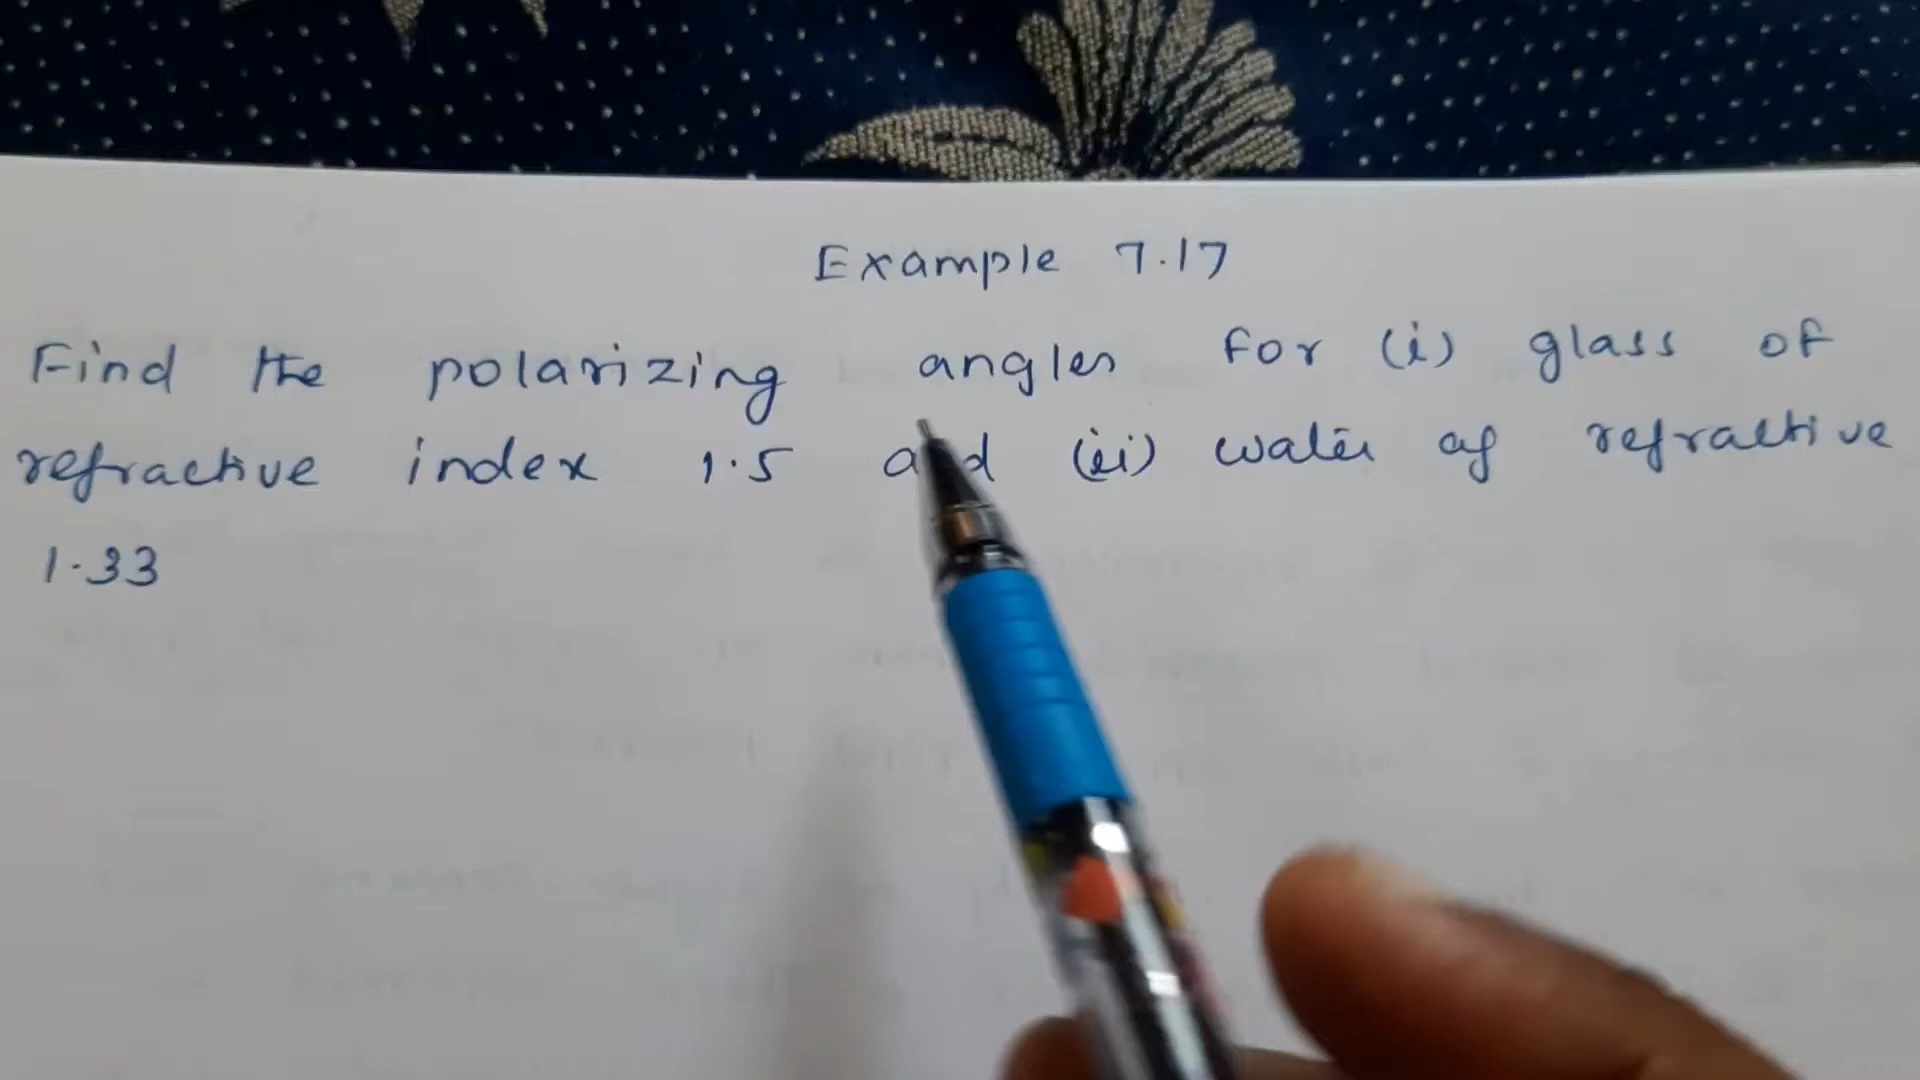 Example 7.17
Find the polarizing angles for (i) glass of
refractive index 1.5 and (ii) water of refractive
1.33